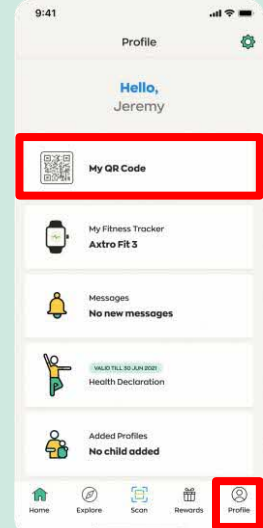 9:41
Profile
Hello,
Jeremy
My QR Code
My Fitness Tracker
Axtro Fit 3
Messages
No new messages
VALID TILL 30 JUN 2021
Health Declaration
Added Profiles
No child added
Home Explore Scan Rewards Profile